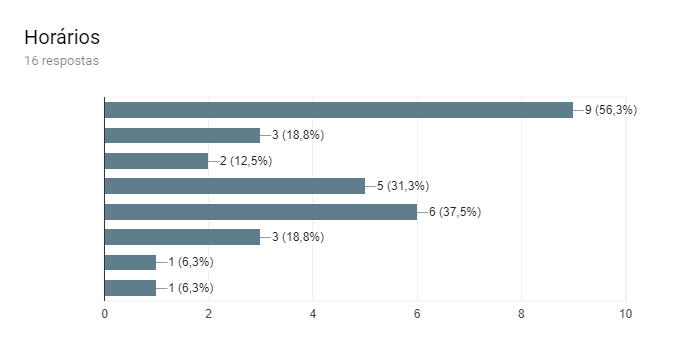 Horários
16 respostas
9 (56,3%)
3 (18,8%)
2 (12,5%)
5 (31,3%)
6 (37,5%)
3 (18,8%)
1 (6,3%)
1 (6,3%)
0 2 4 6 8 10